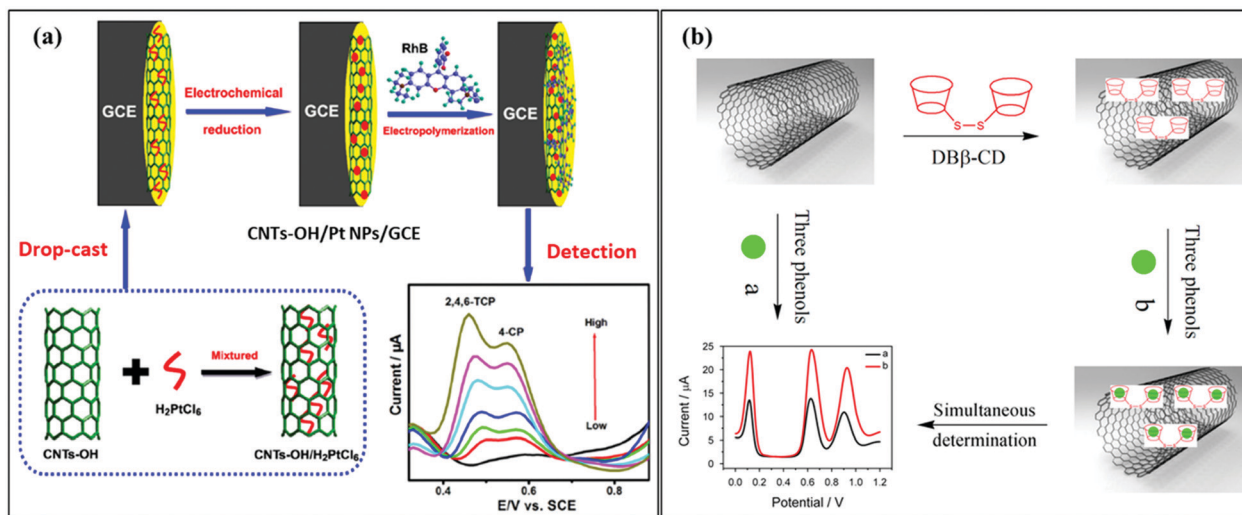 (a)
RhB
GCE
Electrochemical
reduction
GCE
Electropolymerization
GCE
CNTs-OH/Pt NPs/GCE
Drop-cast
Detection
CNTs-OH
H2PtCl6
Mixtured
CNTs-OH/H2PtCl6
2,4,6-TCP
4-CP
High
Low
Current / µA
0.4
0.6
0.8
E/V vs. SCE
(b)
S—S
DBβ-CD
Three phenols
a
Three phenols
b
Simultaneous
determination
a
b
Current / µA
25
20
15
10
5
0
0.0 0.2 0.4 0.6 0.8 1.0 1.2
Potential / V